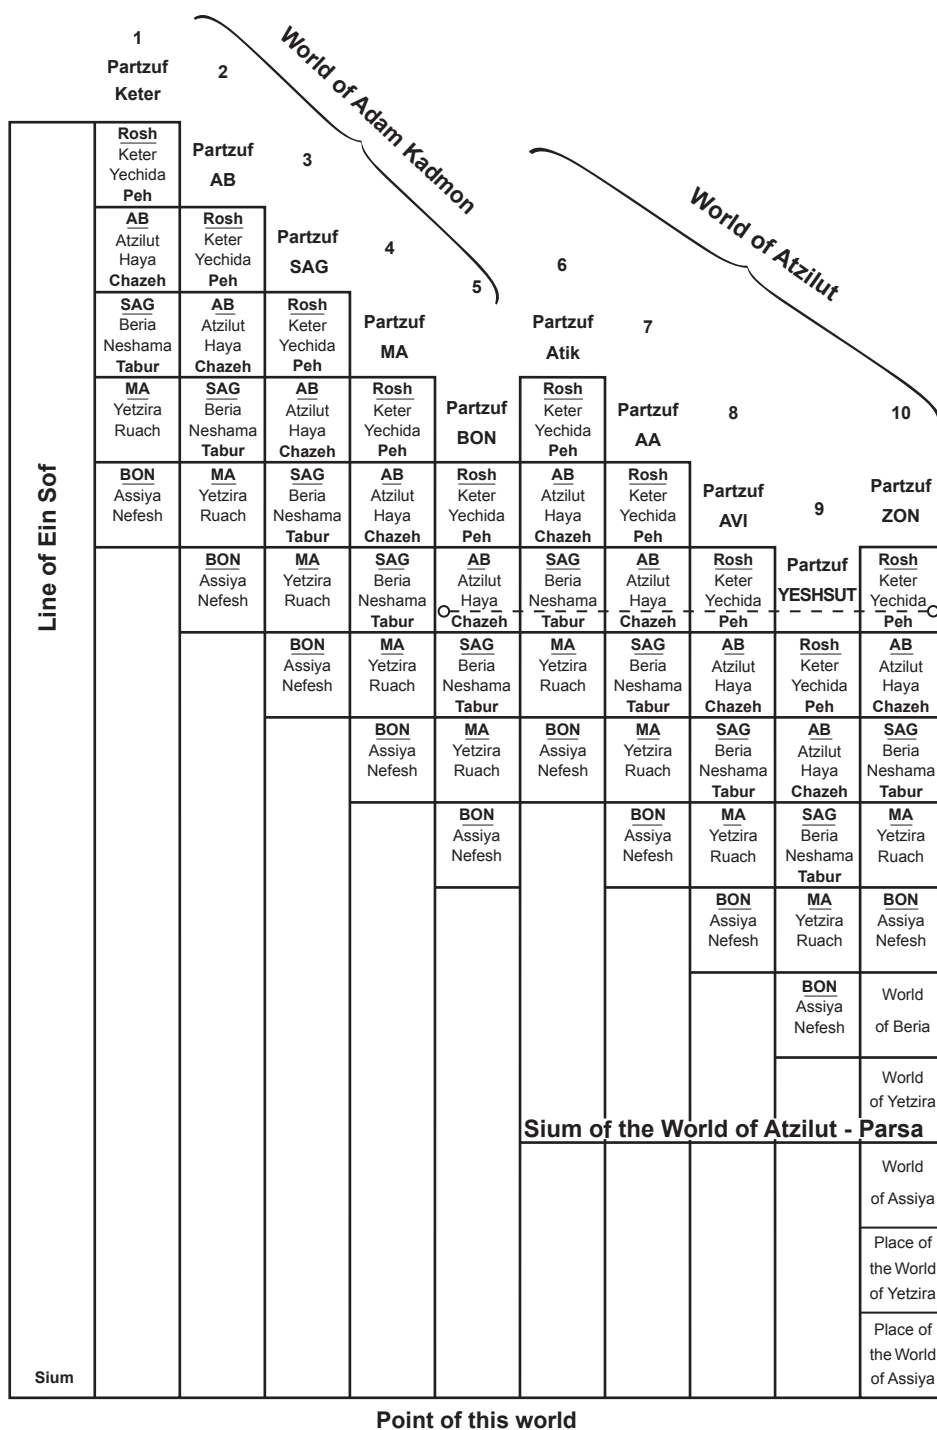 World of Adam Kadmon
World of Atzilut
Line of Ein Sof
Sium
1
Partzuf
Keter
Rosh
Keter
Yechida
Peh
AB
Atzilut
Haya
Chazeh
SAG
Beria
Neshama
Tabur
MA
Yetzira
Ruach
BON
Assiya
Nefesh
2
Partzuf
AB
Rosh
Keter
Yechida
Peh
AB
Atzilut
Haya
Chazeh
SAG
Beria
Neshama
Tabur
MA
Yetzira
Ruach
BON
Assiya
Nefesh
3
Partzuf
SAG
Rosh
Keter
Yechida
Peh
AB
Atzilut
Haya
Chazeh
SAG
Beria
Neshama
Tabur
MA
Yetzira
Ruach
BON
Assiya
Nefesh
4
Partzuf
MA
Rosh
Keter
Yechida
Peh
AB
Atzilut
Haya
Chazeh
SAG
Beria
Neshama
Tabur
MA
Yetzira
Ruach
BON
Assiya
Nefesh
5
Partzuf
BON
Rosh
Keter
Yechida
Peh
AB
Atzilut
Haya
Chazeh
SAG
Beria
Neshama
Tabur
MA
Yetzira
Ruach
BON
Assiya
Nefesh
6
Partzuf
Atik
Rosh
Keter
Yechida
Peh
AB
Atzilut
Haya
Chazeh
SAG
Beria
Neshama
Tabur
MA
Yetzira
Ruach
BON
Assiya
Nefesh
7
Partzuf
AA
Rosh
Keter
Yechida
Peh
AB
Atzilut
Haya
Chazeh
SAG
Beria
Neshama
Tabur
MA
Yetzira
Ruach
BON
Assiya
Nefesh
8
Partzuf
AVI
Rosh
Keter
Yechida
Peh
AB
Atzilut
Haya
Chazeh
SAG
Beria
Neshama
Tabur
MA
Yetzira
Ruach
BON
Assiya
Nefesh
9
Partzuf
YESHSUT
Rosh
Keter
Yechida
Peh
AB
Atzilut
Haya
Chazeh
SAG
Beria
Neshama
Tabur
MA
Yetzira
Ruach
BON
Assiya
Nefesh
10
Partzuf
ZON
Rosh
Keter
Yechida
Peh
AB
Atzilut
Haya
Chazeh
SAG
Beria
Neshama
Tabur
MA
Yetzira
Ruach
BON
Assiya
Nefesh
World
of Beria
World
of Yetzira
Sium of the World of Atzilut - Parsa
World
of Assiya
Place of
the World
of Yetzira
Place of
the World
of Assiya
Point of this world